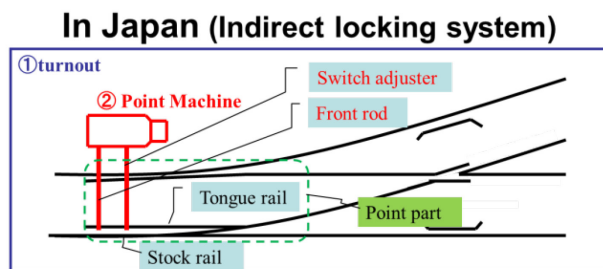 In Japan (Indirect locking system)
①turnout
Switch adjuster
② Point Machine
Front rod
Tongue rail
Point part
Stock rail